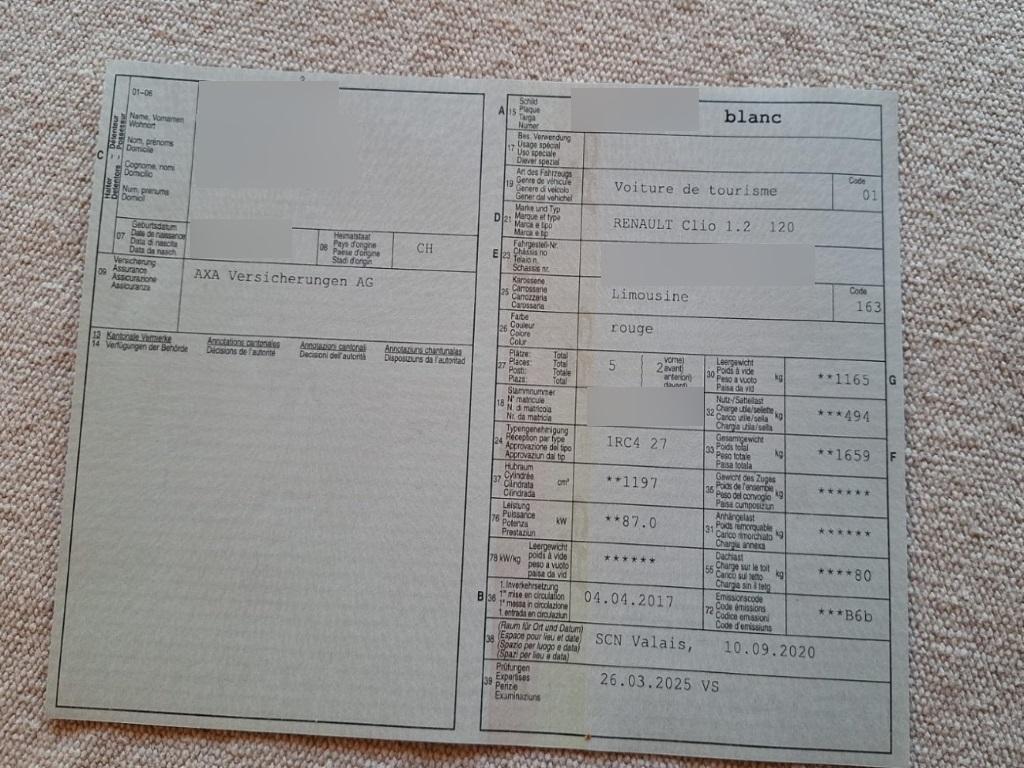 01-06
Halter
Détenteur
Detentore
Possessur
C
Name, Vornamen
Wohnort
Nom, prénoms
Domicile
Cognome, nomi
Domicilio
Num, prenums
Domicil
07
Geburtsdatum
Date de naissance
Data di nascita
Data da nasch.
08
Heimatstaat
Pays d'origine
Paese d'origine
Stadi d'origin
CH
09
Versicherung
Assurance
Assicurazione
Assicuranza
AXA Versicherungen AG
13
14
Kantonale Vermerke
Verfügungen der Behörde
Annotations cantonales
Décisions de l'autorité
Annotazioni cantonali
Decisioni dell'autorità
Annotaziuns chantunalas
Disposiziuns da l'autoritad
A
15
Schild
Plaque
Targa
Numer
blanc
17
Bes. Verwendung
Usage spécial
Uso speciale
Diever spezial
19
Art des Fahrzeugs
Genre de véhicule
Genere di veicolo
Gener dal vehichel
Voiture de tourisme
Code
01
D
21
Marke und Typ
Marque et type
Marca e tipo
Marca e tip
RENAULT Clio 1.2 120
E
23
Fahrgestell-Nr.
Châssis no
Telaio n.
Schassis nr.
25
Karosserie
Carrosserie
Carrozzeria
Carossaria
Limousine
Code
163
26
Farbe
Couleur
Colore
Colur
rouge
27
Plätze: Total
Places: Total
Posti: Totale
Plazs: Total
5
2
vorne)
avant)
anteriori)
davant)
30
Leergewicht
Poids à vide
Peso a vuoto
Paisa da vid
kg
**1165
G
18
Stammnummer
N° matricule
N. di matricola
Nr. da matricla
32
Nutz-/Sattellast
Charge utile/sellette
Carico utile/sella
Chargia utila/sella
kg
***494
24
Typengenehmigung
Réception par type
Approvazione del tipo
Approvaziun dal tip
1RC4 27
33
Gesamtgewicht
Poids total
Peso totale
Paisa totala
kg
**1659
F
37
Hubraum
Cylindrée
Cilindrata
Cilindrada
cm³
**1197
35
Gewicht des Zuges
Poids de l'ensemble
Peso del convoglio
Paisa cumposiziun
kg
******
76
Leistung
Puissance
Potenza
Prestaziun
kW
**87.0
31
Anhängelast
Poids remorquable
Carico rimorchiato
Chargia annexa
kg
******
78 kW/kg
Leergewicht
poids à vide
peso a vuoto
paisa da vid
******
55
Dachlast
Charge sur le toit
Carico sul tetto
Chargia sin il tetg
kg
****80
B
36
1. Inverkehrsetzung
1re mise en circulation
1a messa in circolazione
1. entrada en circulaziun
04.04.2017
72
Emissionscode
Code émissions
Codice emissioni
Code d'emissiuns
***B6b
38
(Raum für Ort und Datum)
(Espace pour lieu et date)
(Spazio per luogo e data)
(Spazi per lieu e data)
SCN Valais, 10.09.2020
39
Prüfungen
Expertises
Perizie
Examinaziuns
26.03.2025 VS